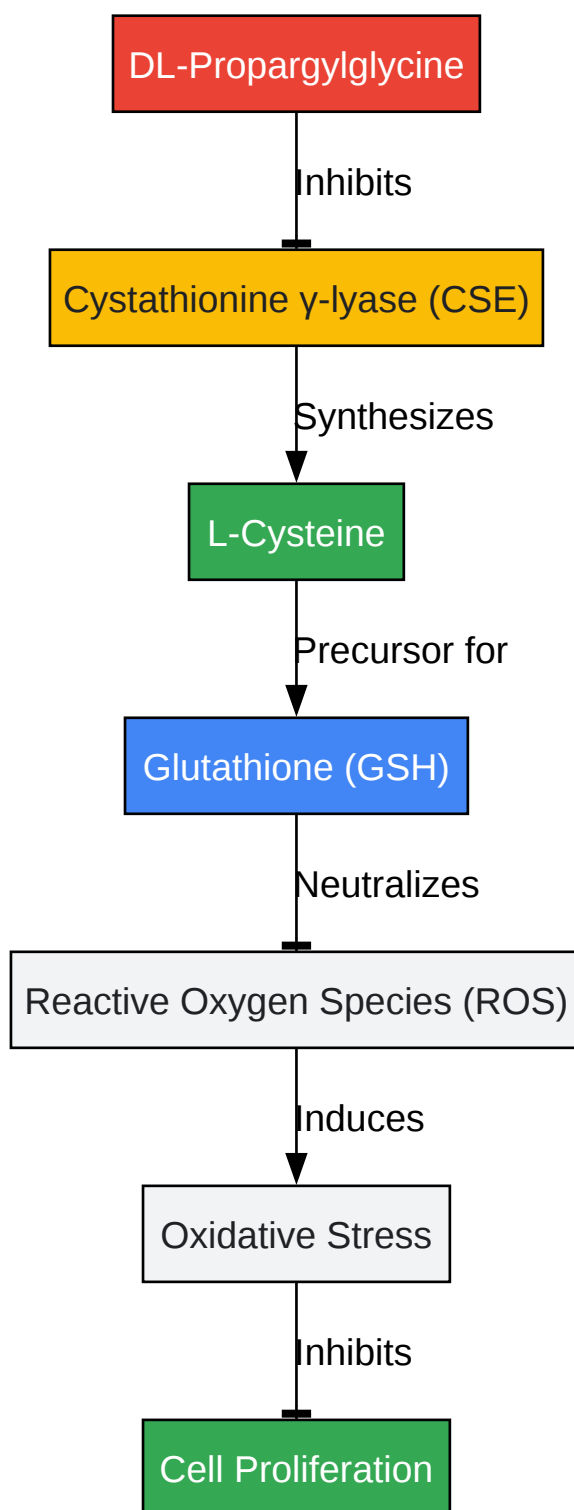 DL-Propargylglycine
Inhibits
Cystathionine γ-lyase (CSE)
Synthesizes
L-Cysteine
Precursor for
Glutathione (GSH)
Neutralizes
Reactive Oxygen Species (ROS)
Induces
Oxidative Stress
Inhibits
Cell Proliferation